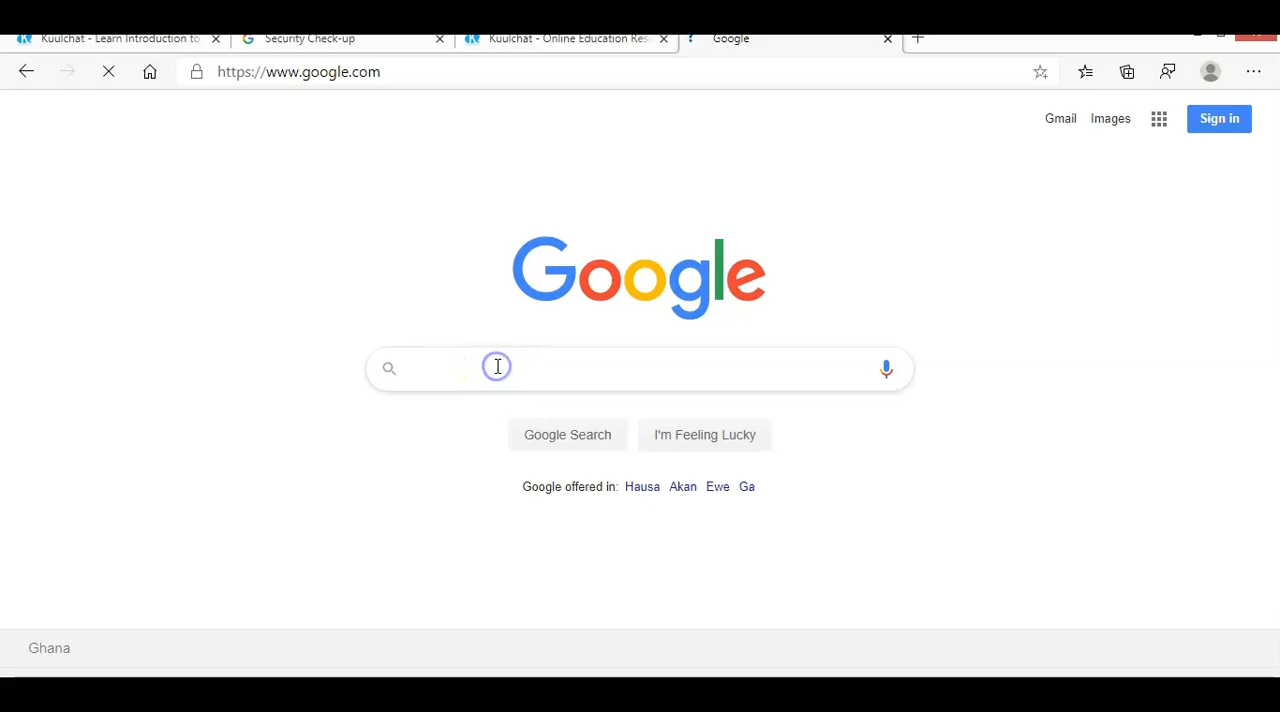 Kuulchat - Learn Introduction to
Security Check-up
Kuulchat - Online Education Res
Google
https://www.google.com
Gmail Images Sign in
Google
Google Search I'm Feeling Lucky
Google offered in: Hausa Akan Ewe Ga
Ghana